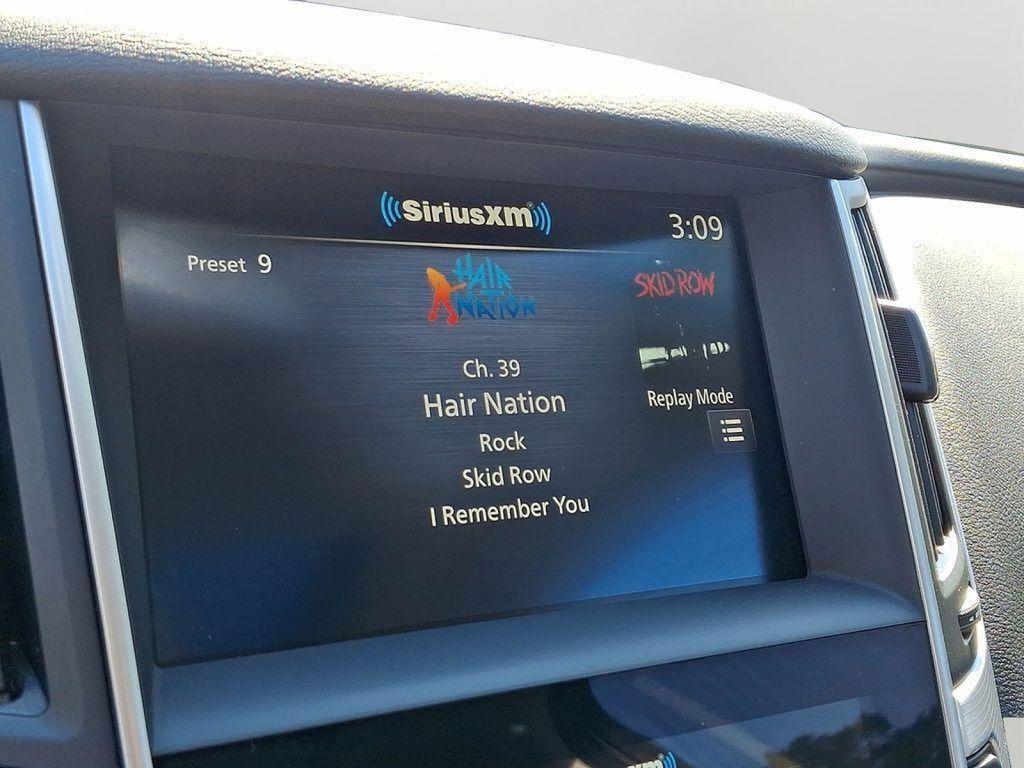 SiriusXm
3:09
Preset 9
HAIR NATION
SKID ROW
Ch. 39
Hair Nation
Replay Mode
Rock
Skid Row
I Remember You
xm